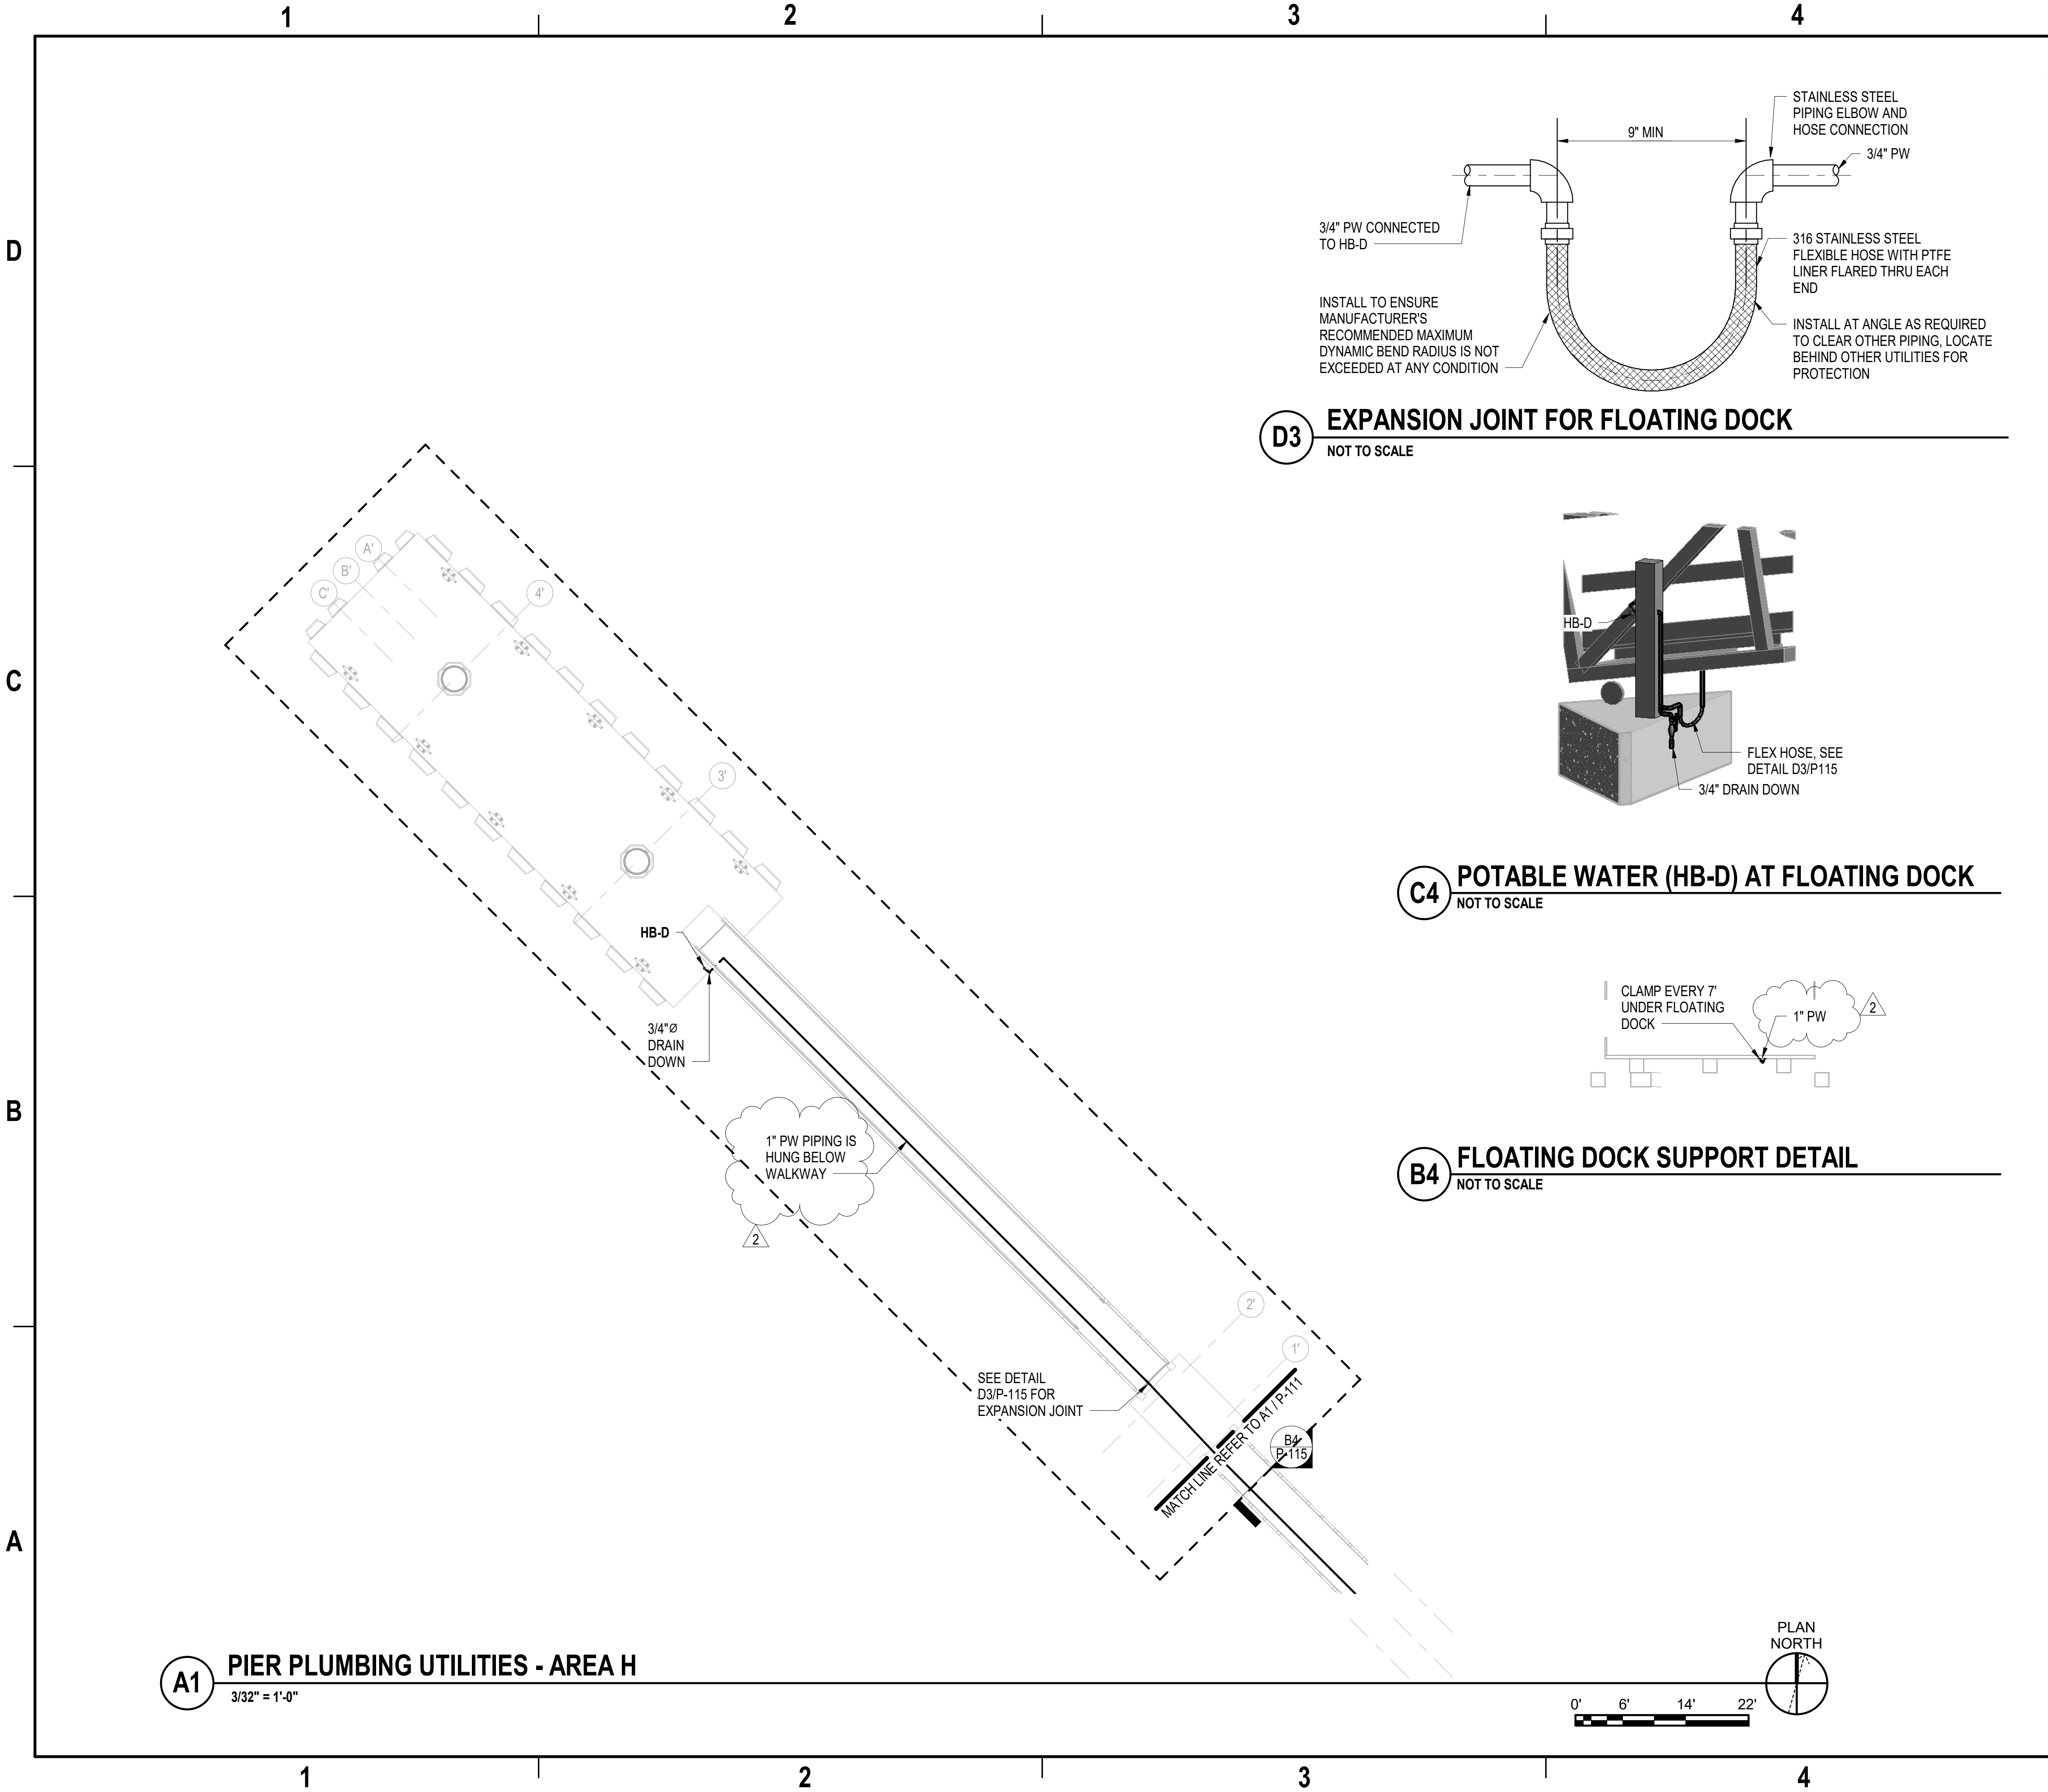 1 2 3 4
D
C
B
A
STAINLESS STEEL
PIPING ELBOW AND
HOSE CONNECTION
9" MIN
3/4" PW
3/4" PW CONNECTED
TO HB-D
316 STAINLESS STEEL
FLEXIBLE HOSE WITH PTFE
LINER FLARED THRU EACH
END
INSTALL TO ENSURE
MANUFACTURER'S
RECOMMENDED MAXIMUM
DYNAMIC BEND RADIUS IS NOT
EXCEEDED AT ANY CONDITION
INSTALL AT ANGLE AS REQUIRED
TO CLEAR OTHER PIPING, LOCATE
BEHIND OTHER UTILITIES FOR
PROTECTION
D3 EXPANSION JOINT FOR FLOATING DOCK
NOT TO SCALE
HB-D
FLEX HOSE, SEE
DETAIL D3/P115
3/4" DRAIN DOWN
C4 POTABLE WATER (HB-D) AT FLOATING DOCK
NOT TO SCALE
CLAMP EVERY 7'
UNDER FLOATING
DOCK
1" PW
2
B4 FLOATING DOCK SUPPORT DETAIL
NOT TO SCALE
A'
B'
C'
4'
3'
HB-D
3/4"Ø
DRAIN
DOWN
1" PW PIPING IS
HUNG BELOW
WALKWAY
2
2'
1'
SEE DETAIL
D3/P-115 FOR
EXPANSION JOINT
MATCH LINE REFER TO A1 / P-111
B4
P-115
A1 PIER PLUMBING UTILITIES - AREA H
3/32" = 1'-0"
PLAN
NORTH
0' 6' 14' 22'
1 2 3 4